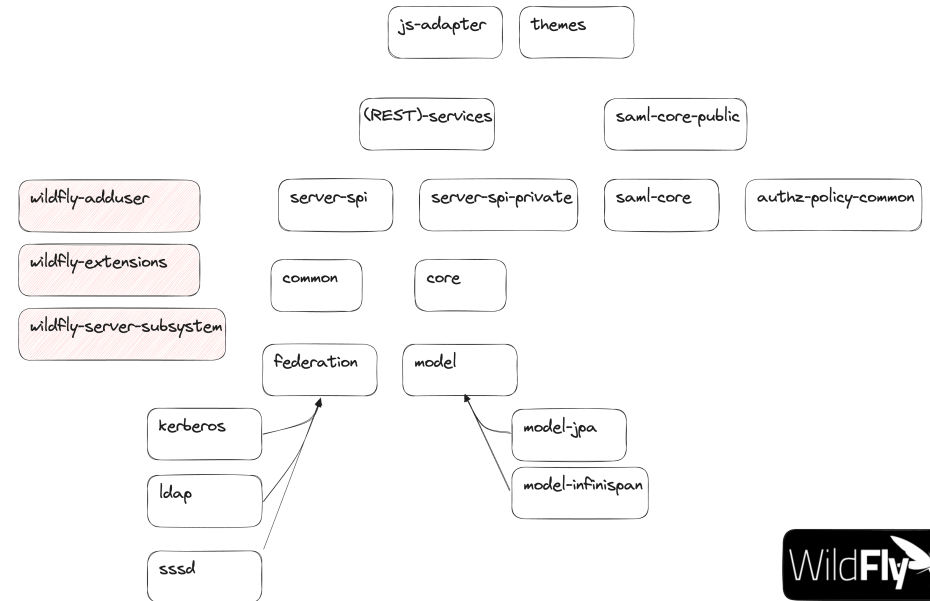 js-adapter
themes
(REST)-services
saml-core-public
wildfly-adduser
server-spi
server-spi-private
saml-core
authz-policy-common
wildfly-extensions
common
core
wildfly-server-subsystem
federation
model
kerberos
model-jpa
ldap
model-infinispan
sssd
WildFly